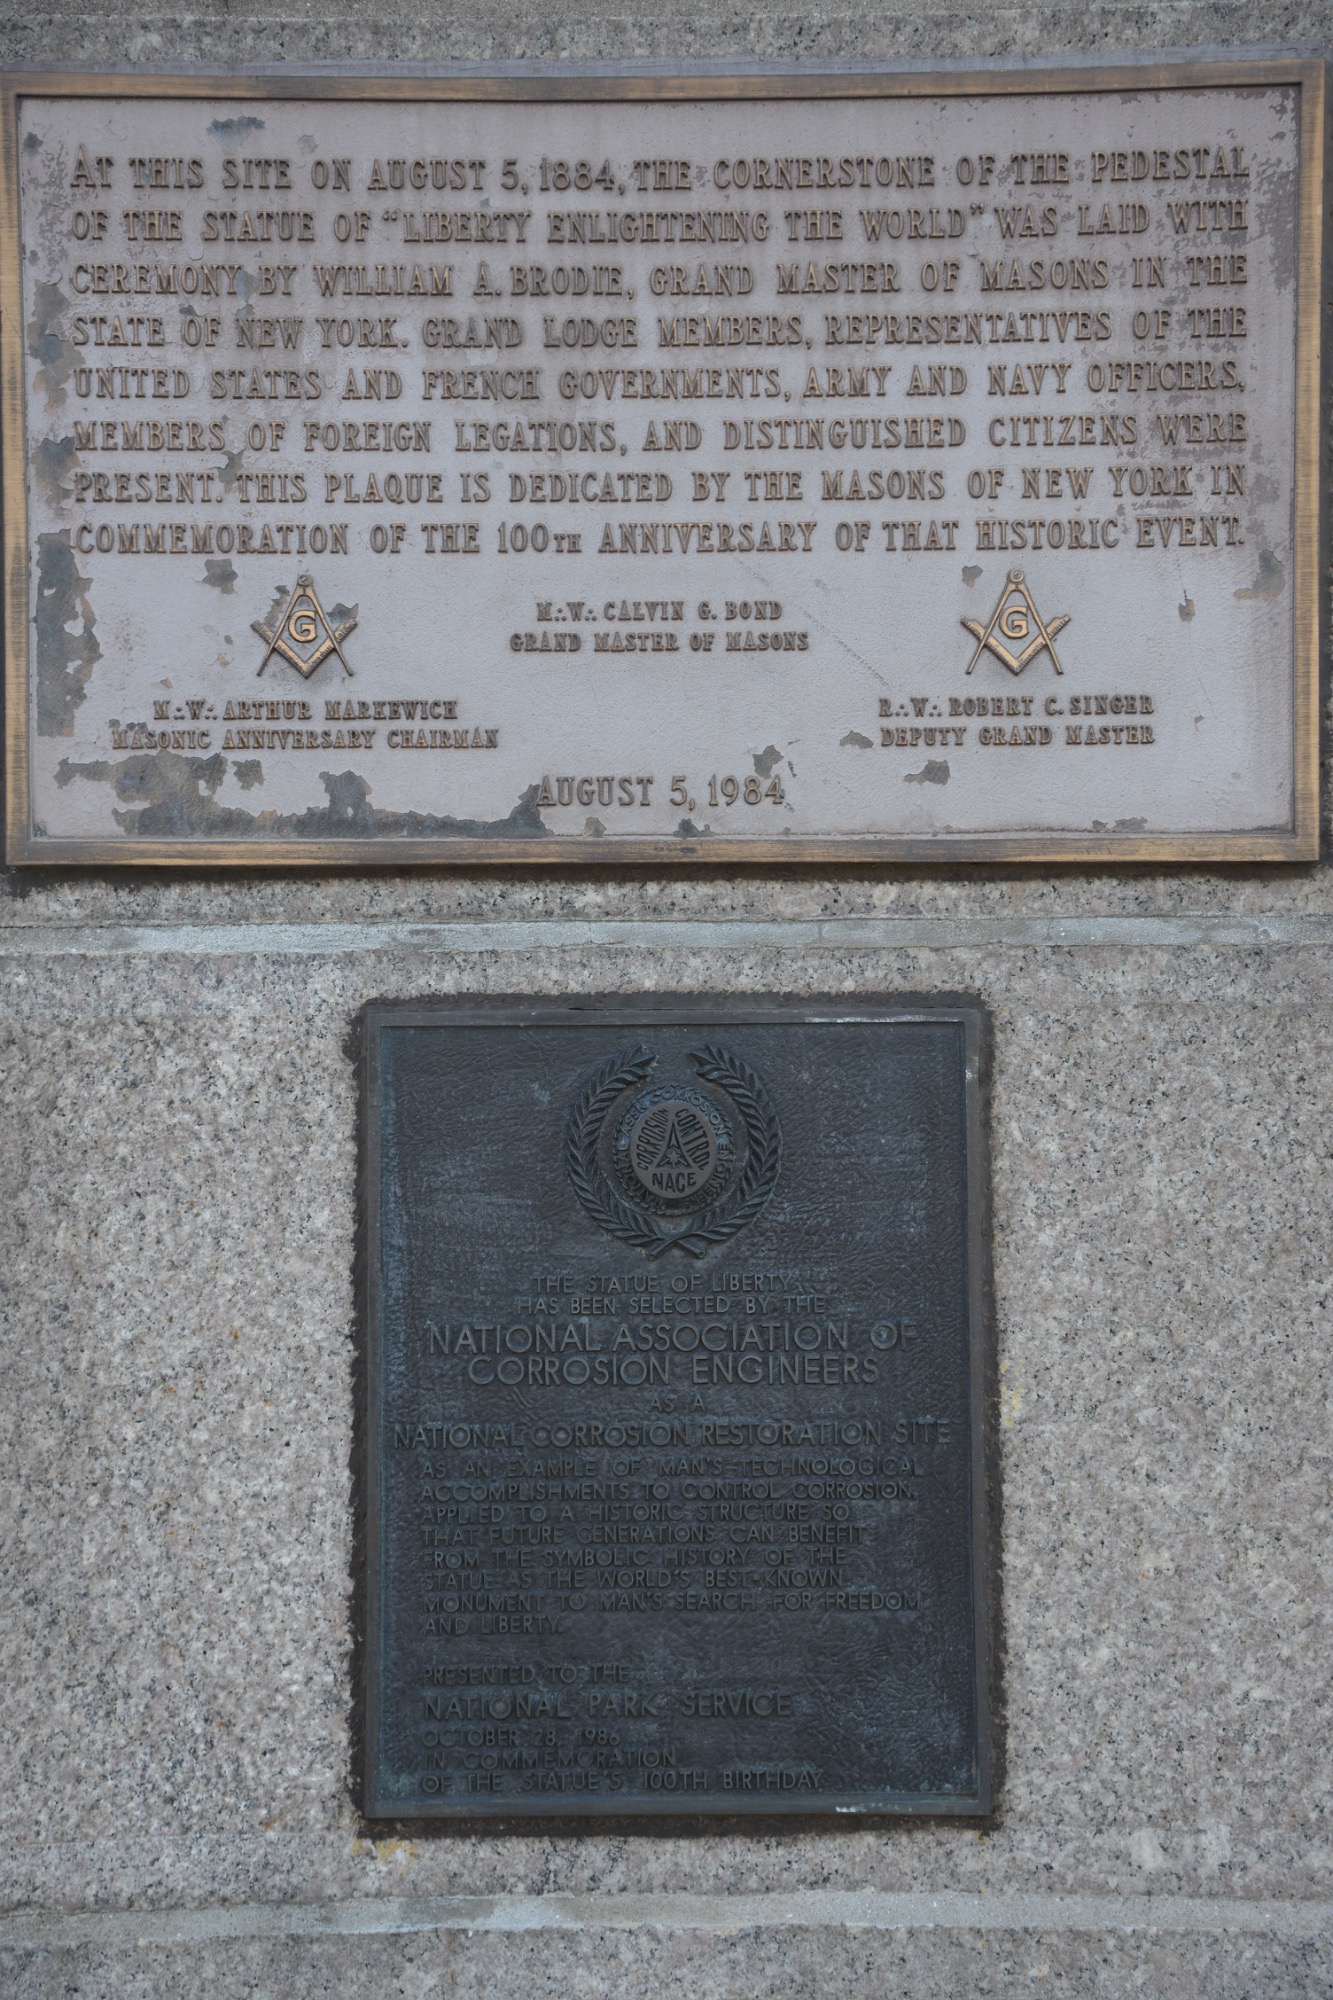 AT THIS SITE ON AUGUST 5, 1884, THE CORNERSTONE OF THE PEDESTAL
OF THE STATUE OF "LIBERTY ENLIGHTENING THE WORLD" WAS LAID WITH
CEREMONY BY WILLIAM A. BRODIE, GRAND MASTER OF MASONS IN THE
STATE OF NEW YORK. GRAND LODGE MEMBERS, REPRESENTATIVES OF THE
UNITED STATES AND FRENCH GOVERNMENTS, ARMY AND NAVY OFFICERS,
MEMBERS OF FOREIGN LEGATIONS, AND DISTINGUISHED CITIZENS WERE
PRESENT. THIS PLAQUE IS DEDICATED BY THE MASONS OF NEW YORK IN
COMMEMORATION OF THE 100TH ANNIVERSARY OF THAT HISTORIC EVENT.
G
M∴W∴ CALVIN G. BOND
GRAND MASTER OF MASONS
G
M∴W∴ ARTHUR MARKEWICH
MASONIC ANNIVERSARY CHAIRMAN
R∴W∴ ROBERT C. SINGER
DEPUTY GRAND MASTER
AUGUST 5, 1984
CORROSION CONTROL
NACE
THE STATUE OF LIBERTY
HAS BEEN SELECTED BY THE
NATIONAL ASSOCIATION OF
CORROSION ENGINEERS
AS A
NATIONAL CORROSION RESTORATION SITE
AS AN EXAMPLE OF MAN'S TECHNOLOGICAL
ACCOMPLISHMENTS TO CONTROL CORROSION,
APPLIED TO A HISTORIC STRUCTURE SO
THAT FUTURE GENERATIONS CAN BENEFIT
FROM THE SYMBOLIC HISTORY OF THE
STATUE AS THE WORLD'S BEST-KNOWN
MONUMENT TO MAN'S SEARCH FOR FREEDOM
AND LIBERTY.
PRESENTED TO THE
NATIONAL PARK SERVICE
OCTOBER 28, 1986
IN COMMEMORATION
OF THE STATUE'S 100TH BIRTHDAY